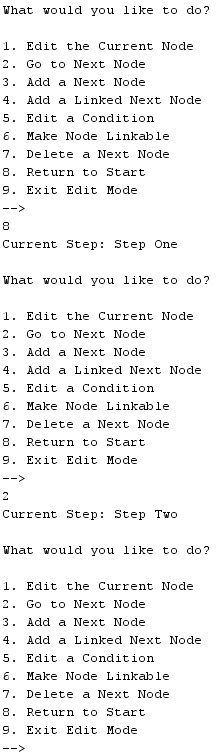 What would you like to do?
1. Edit the Current Node
2. Go to Next Node
3. Add a Next Node
4. Add a Linked Next Node
5. Edit a Condition
6. Make Node Linkable
7. Delete a Next Node
8. Return to Start
9. Exit Edit Mode
-->
8
Current Step: Step One
What would you like to do?
1. Edit the Current Node
2. Go to Next Node
3. Add a Next Node
4. Add a Linked Next Node
5. Edit a Condition
6. Make Node Linkable
7. Delete a Next Node
8. Return to Start
9. Exit Edit Mode
-->
2
Current Step: Step Two
What would you like to do?
1. Edit the Current Node
2. Go to Next Node
3. Add a Next Node
4. Add a Linked Next Node
5. Edit a Condition
6. Make Node Linkable
7. Delete a Next Node
8. Return to Start
9. Exit Edit Mode
-->